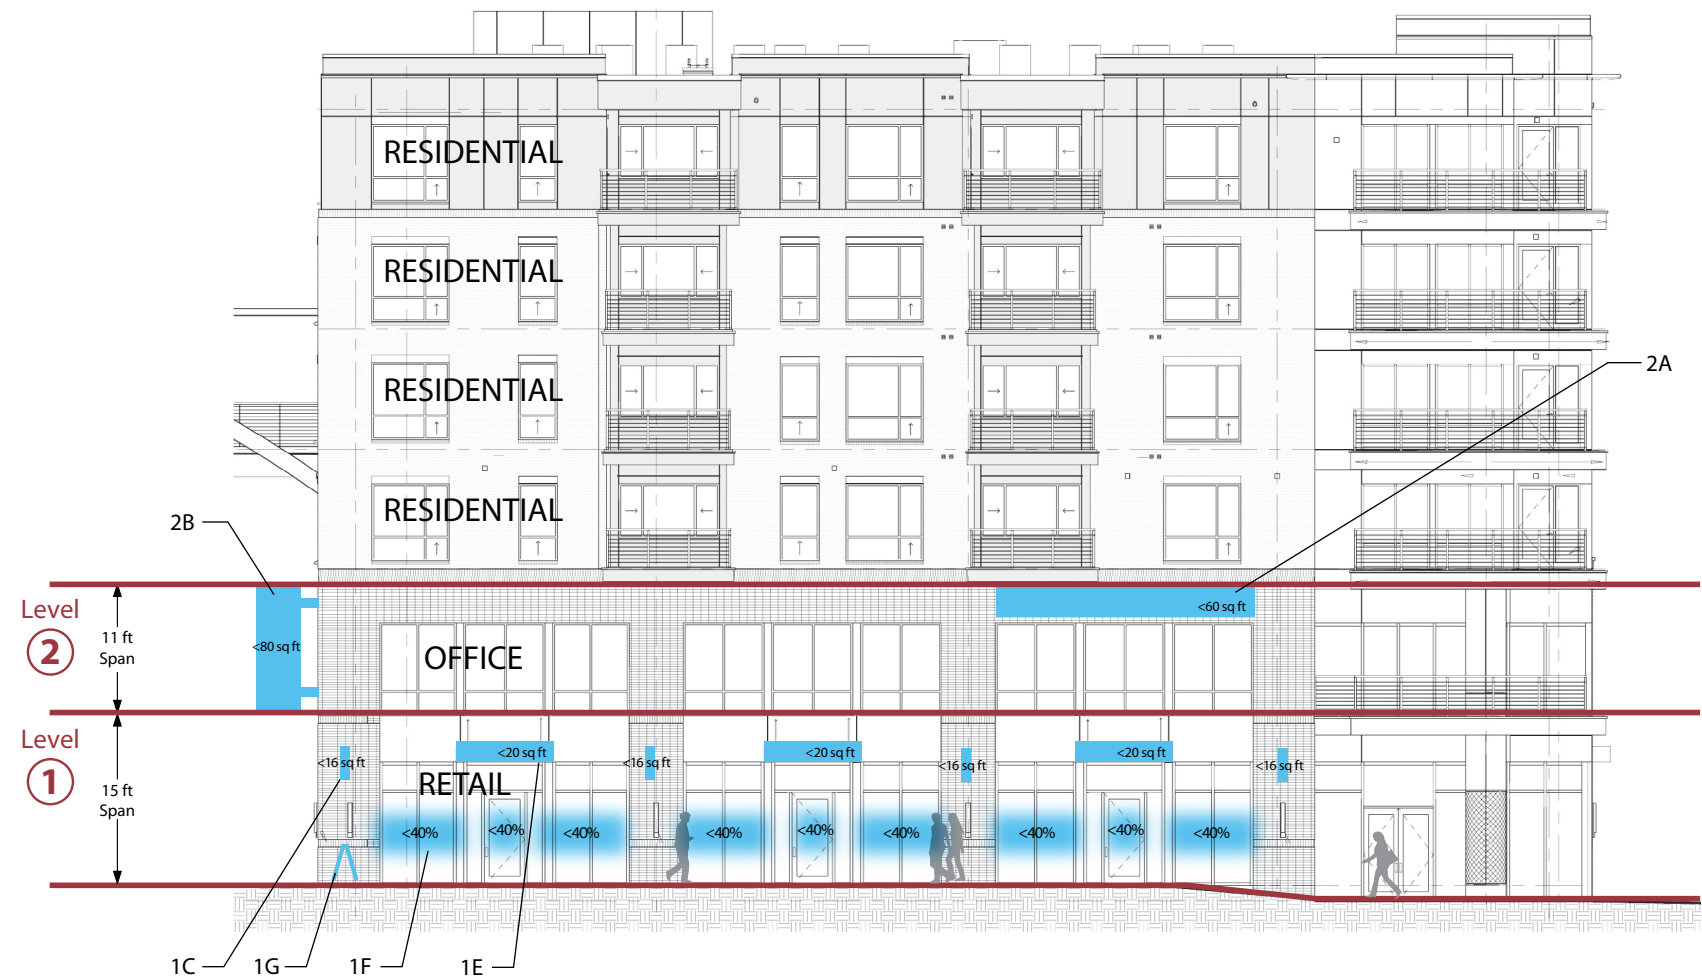 RESIDENTIAL
RESIDENTIAL
2A
RESIDENTIAL
RESIDENTIAL
2B
Level
2
11 ft
Span
<80 sq ft
<60 sq ft
OFFICE
Level
1
15 ft
Span
<16 sq ft
<20 sq ft
<16 sq ft
<20 sq ft
<16 sq ft
<20 sq ft
<16 sq ft
RETAIL
<40%
<40%
<40%
<40%
<40%
<40%
<40%
<40%
<40%
1C
1G
1F
1E